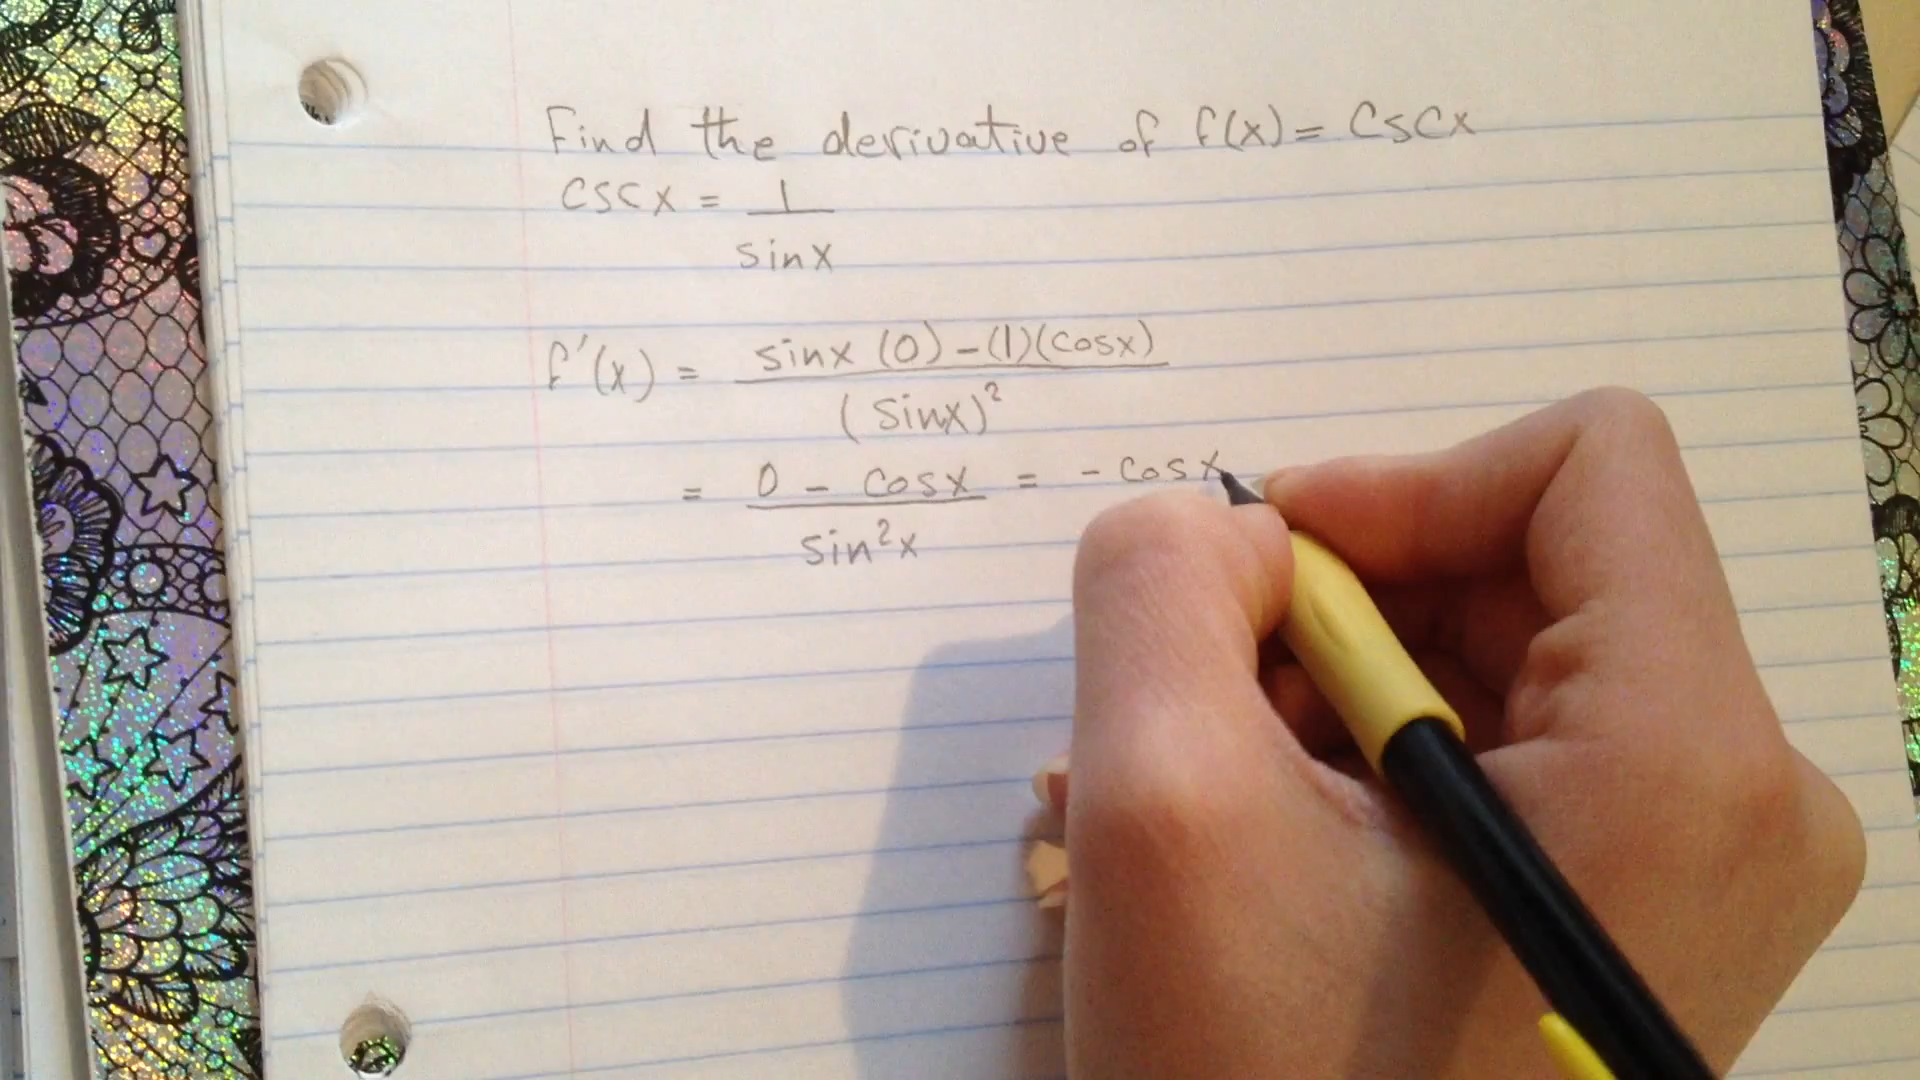 Find the derivative of f(x) = cscx
cscx = 1
sinx
f'(x) = sinx (0) - (1)(cosx)
(sinx)²
= 0 - cosx = - cosx
sin²x